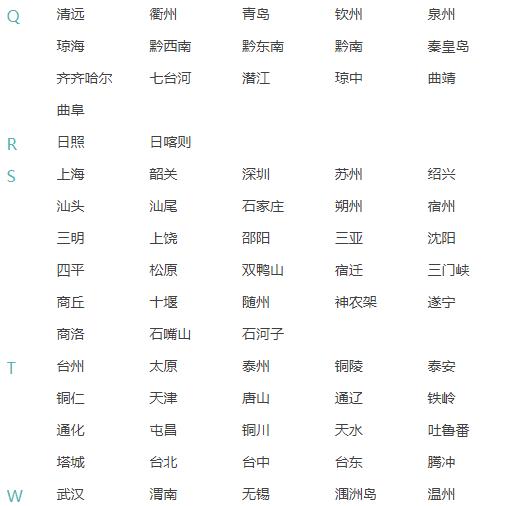 Q 清远 衢州 青岛 钦州 泉州
琼海 黔西南 黔东南 黔南 秦皇岛
齐齐哈尔 七台河 潜江 琼中 曲靖
曲阜
R 日照 日喀则
S 上海 韶关 深圳 苏州 绍兴
汕头 汕尾 石家庄 朔州 宿州
三明 上饶 邵阳 三亚 沈阳
四平 松原 双鸭山 宿迁 三门峡
商丘 十堰 随州 神农架 遂宁
商洛 石嘴山 石河子
T 台州 太原 泰州 铜陵 泰安
铜仁 天津 唐山 通辽 铁岭
通化 屯昌 铜川 天水 吐鲁番
塔城 台北 台中 台东 腾冲
W 武汉 渭南 无锡 涠洲岛 温州